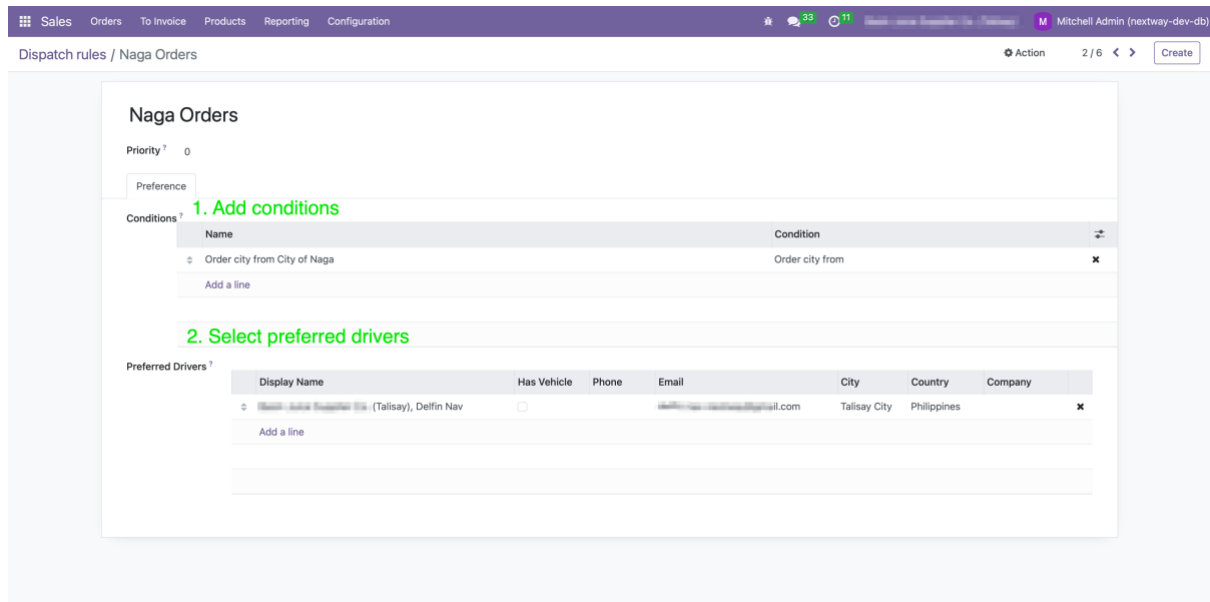 Sales Orders To Invoice Products Reporting Configuration 33 11 M Mitchell Admin (nextway-dev-db)
Dispatch rules / Naga Orders Action 2 / 6 Create
Naga Orders
Priority ? 0
Preference
1. Add conditions
Conditions ?
Name Condition
Order city from City of Naga Order city from
Add a line
2. Select preferred drivers
Preferred Drivers ?
Display Name Has Vehicle Phone Email City Country Company
(Talisay), Delfin Nav Talisay City Philippines
Add a line